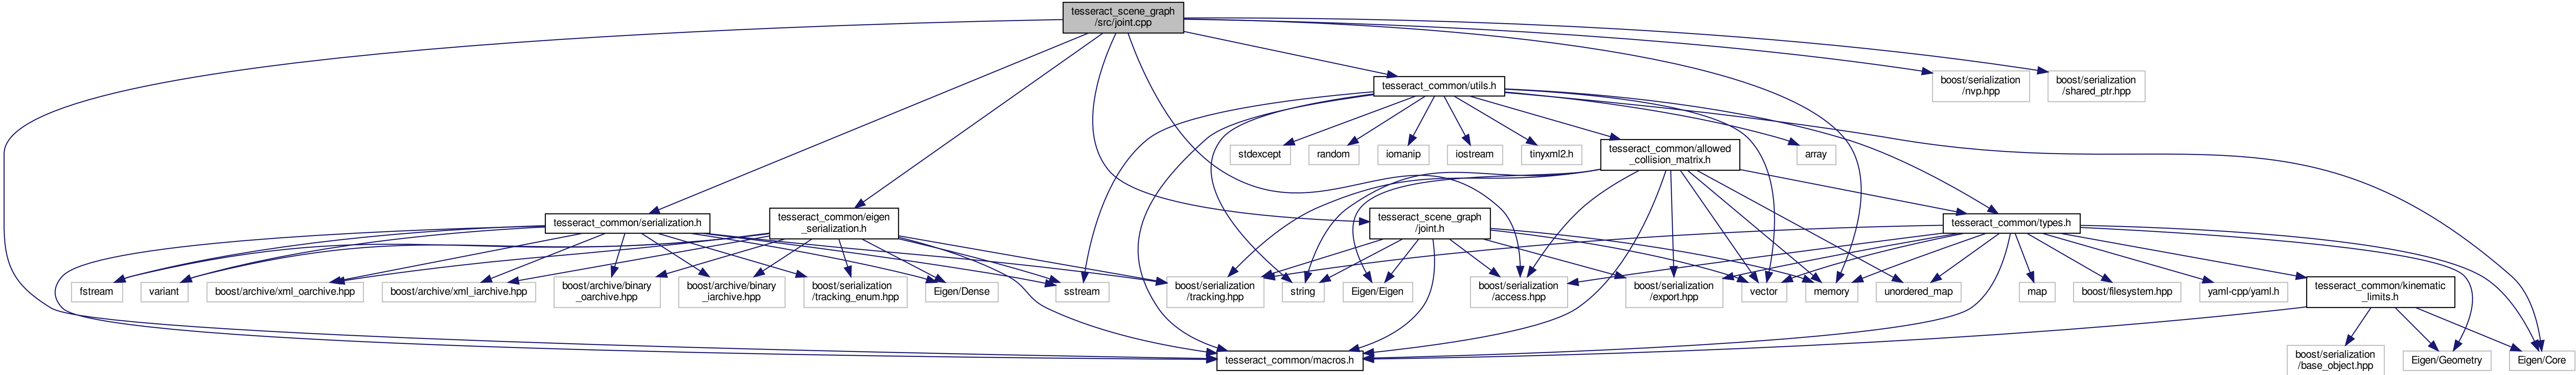 tesseract_scene_graph
/src/joint.cpp
tesseract_common/utils.h
boost/serialization
/nvp.hpp
boost/serialization
/shared_ptr.hpp
stdexcept
random
iomanip
iostream
tinyxml2.h
tesseract_common/allowed
_collision_matrix.h
array
tesseract_common/serialization.h
tesseract_common/eigen
_serialization.h
tesseract_scene_graph
/joint.h
tesseract_common/types.h
fstream
variant
boost/archive/xml_oarchive.hpp
boost/archive/xml_iarchive.hpp
boost/archive/binary
_oarchive.hpp
boost/archive/binary
_iarchive.hpp
boost/serialization
/tracking_enum.hpp
Eigen/Dense
sstream
boost/serialization
/tracking.hpp
string
Eigen/Eigen
boost/serialization
/access.hpp
boost/serialization
/export.hpp
vector
memory
unordered_map
map
boost/filesystem.hpp
yaml-cpp/yaml.h
tesseract_common/kinematic
_limits.h
tesseract_common/macros.h
boost/serialization
/base_object.hpp
Eigen/Geometry
Eigen/Core